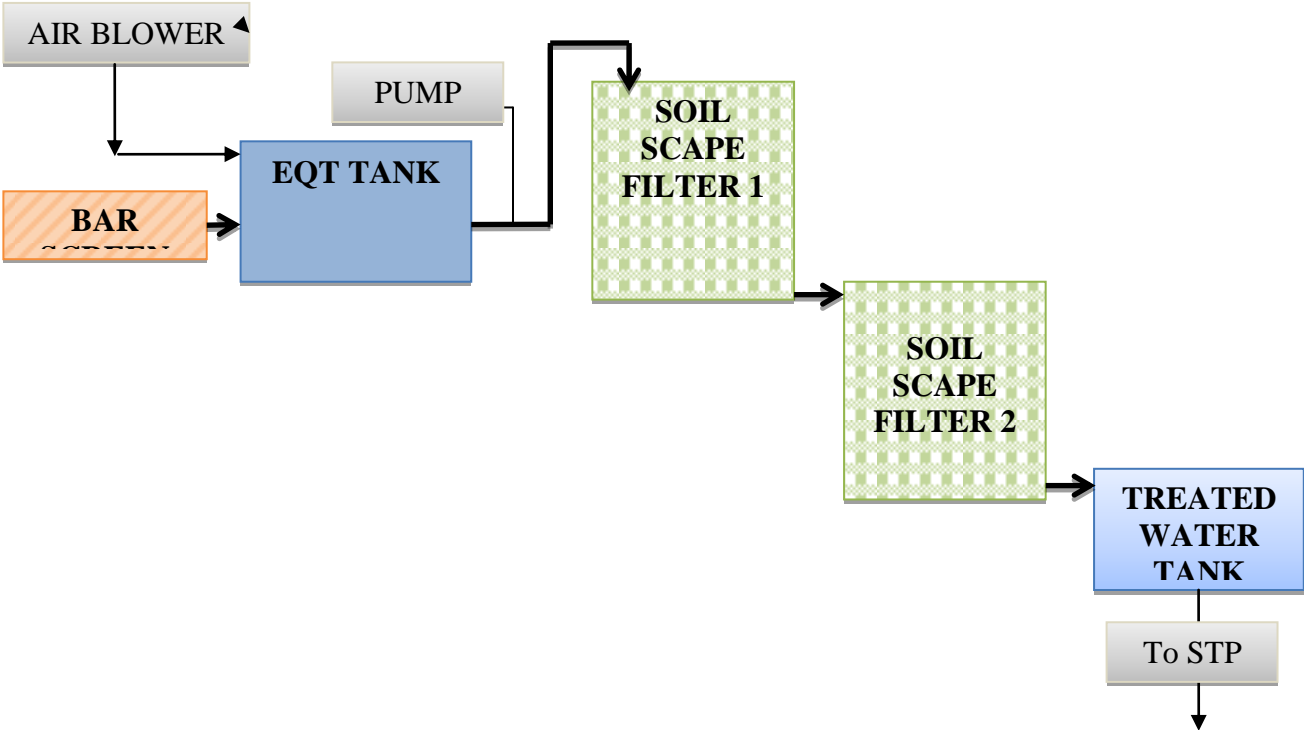 AIR BLOWER
PUMP
SOIL
SCAPE
FILTER 1
EQT TANK
BAR
SCREEN
SOIL
SCAPE
FILTER 2
TREATED
WATER
TANK
To STP